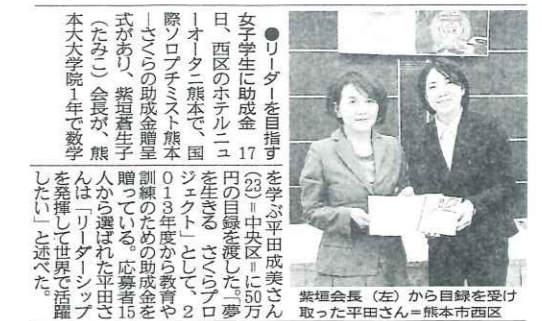 ●リーダーを目指す
女子学生に助成金 17
日、西区のホテルニュ
ーオータニ熊本で、国
際ソロプチミスト熊本
―さくらの助成金贈呈
式があり、紫垣蒼生子
(たみこ)会長が、熊
本大大学院1年で数学
を学ぶ平田成美さん
(23)=中央区=に50万
円の目録を渡した。「夢
を生きる さくらプロ
ジェクト」として、2
013年度から教育や
訓練のための助成金を
贈っている。応募者15
人から選ばれた平田さ
んは「リーダーシップ
を発揮して世界で活躍
したい」と述べた。
紫垣会長(左)から目録を受け
取った平田さん=熊本市西区